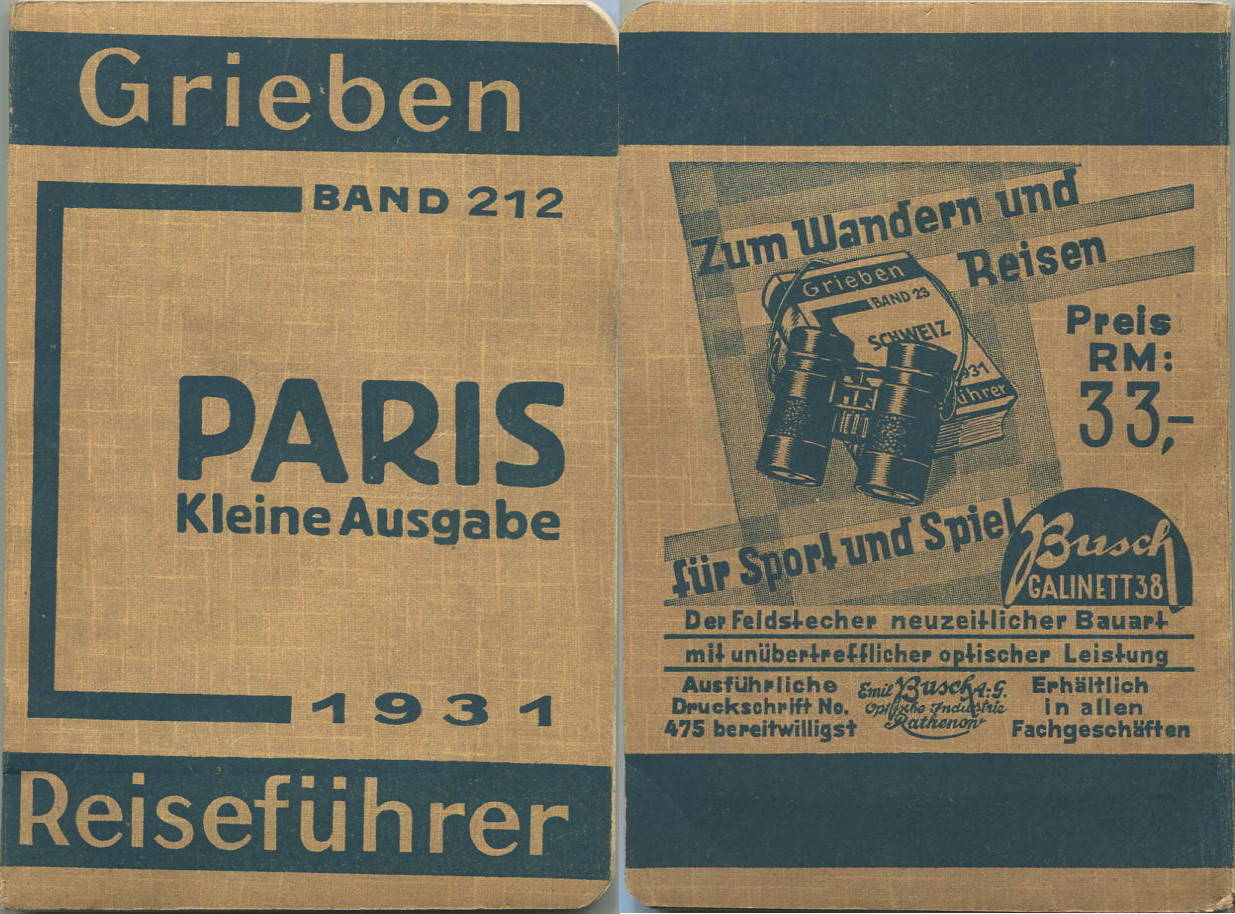 Grieben
BAND 212
PARIS
Kleine Ausgabe
1931
Reiseführer
Zum Wandern und
Reisen
Grieben
BAND 23
SCHWEIZ
931
ührer
Preis
RM:
33,-
für Sport und Spiel
Busch
GALINETT 38
Der Feldstecher neuzeitlicher Bauart
mit unübertrefflicher optischer Leistung
Ausführliche
Druckschrift No.
475 bereitwilligst
Emil Busch A.-G.
Optische Industrie
Rathenow
Erhältlich
in allen
Fachgeschäften